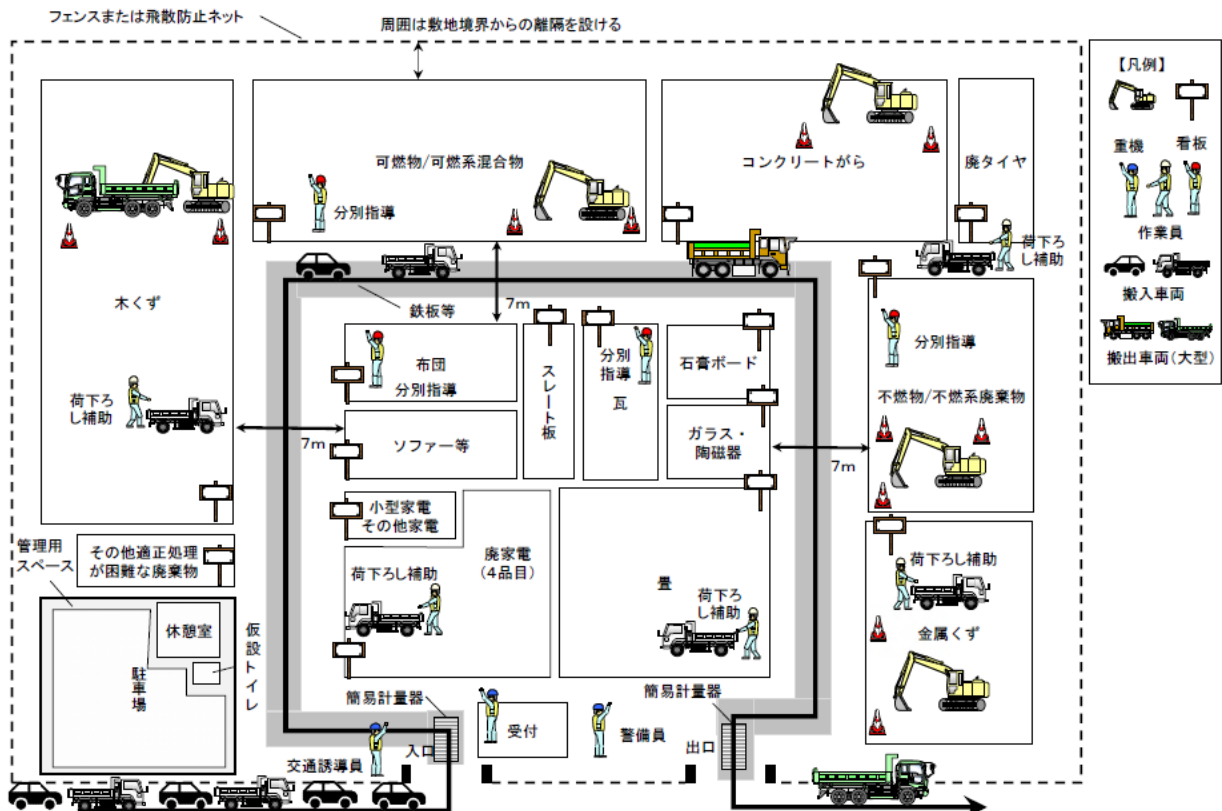 フェンスまたは飛散防止ネット
周囲は敷地境界からの離隔を設ける
【凡例】
重機
看板
作業員
搬入車両
搬出車両(大型)
可燃物/可燃系混合物
分別指導
コンクリートがら
廃タイヤ
荷下ろ
し補助
木くず
鉄板等
7m
布団
分別指導
スレート板
分別
指導
瓦
石膏ボード
分別指導
不燃物/不燃系廃棄物
荷下ろ
し補助
7m
ソファー等
ガラス・
陶磁器
7m
小型家電
その他家電
管理用
スペース
その他適正処理
が困難な廃棄物
廃家電
(4品目)
荷下ろし補助
畳
荷下ろ
し補助
荷下ろし補助
金属くず
休憩室
仮設トイレ
駐車場
簡易計量器
簡易計量器
入口
受付
警備員
出口
交通誘導員